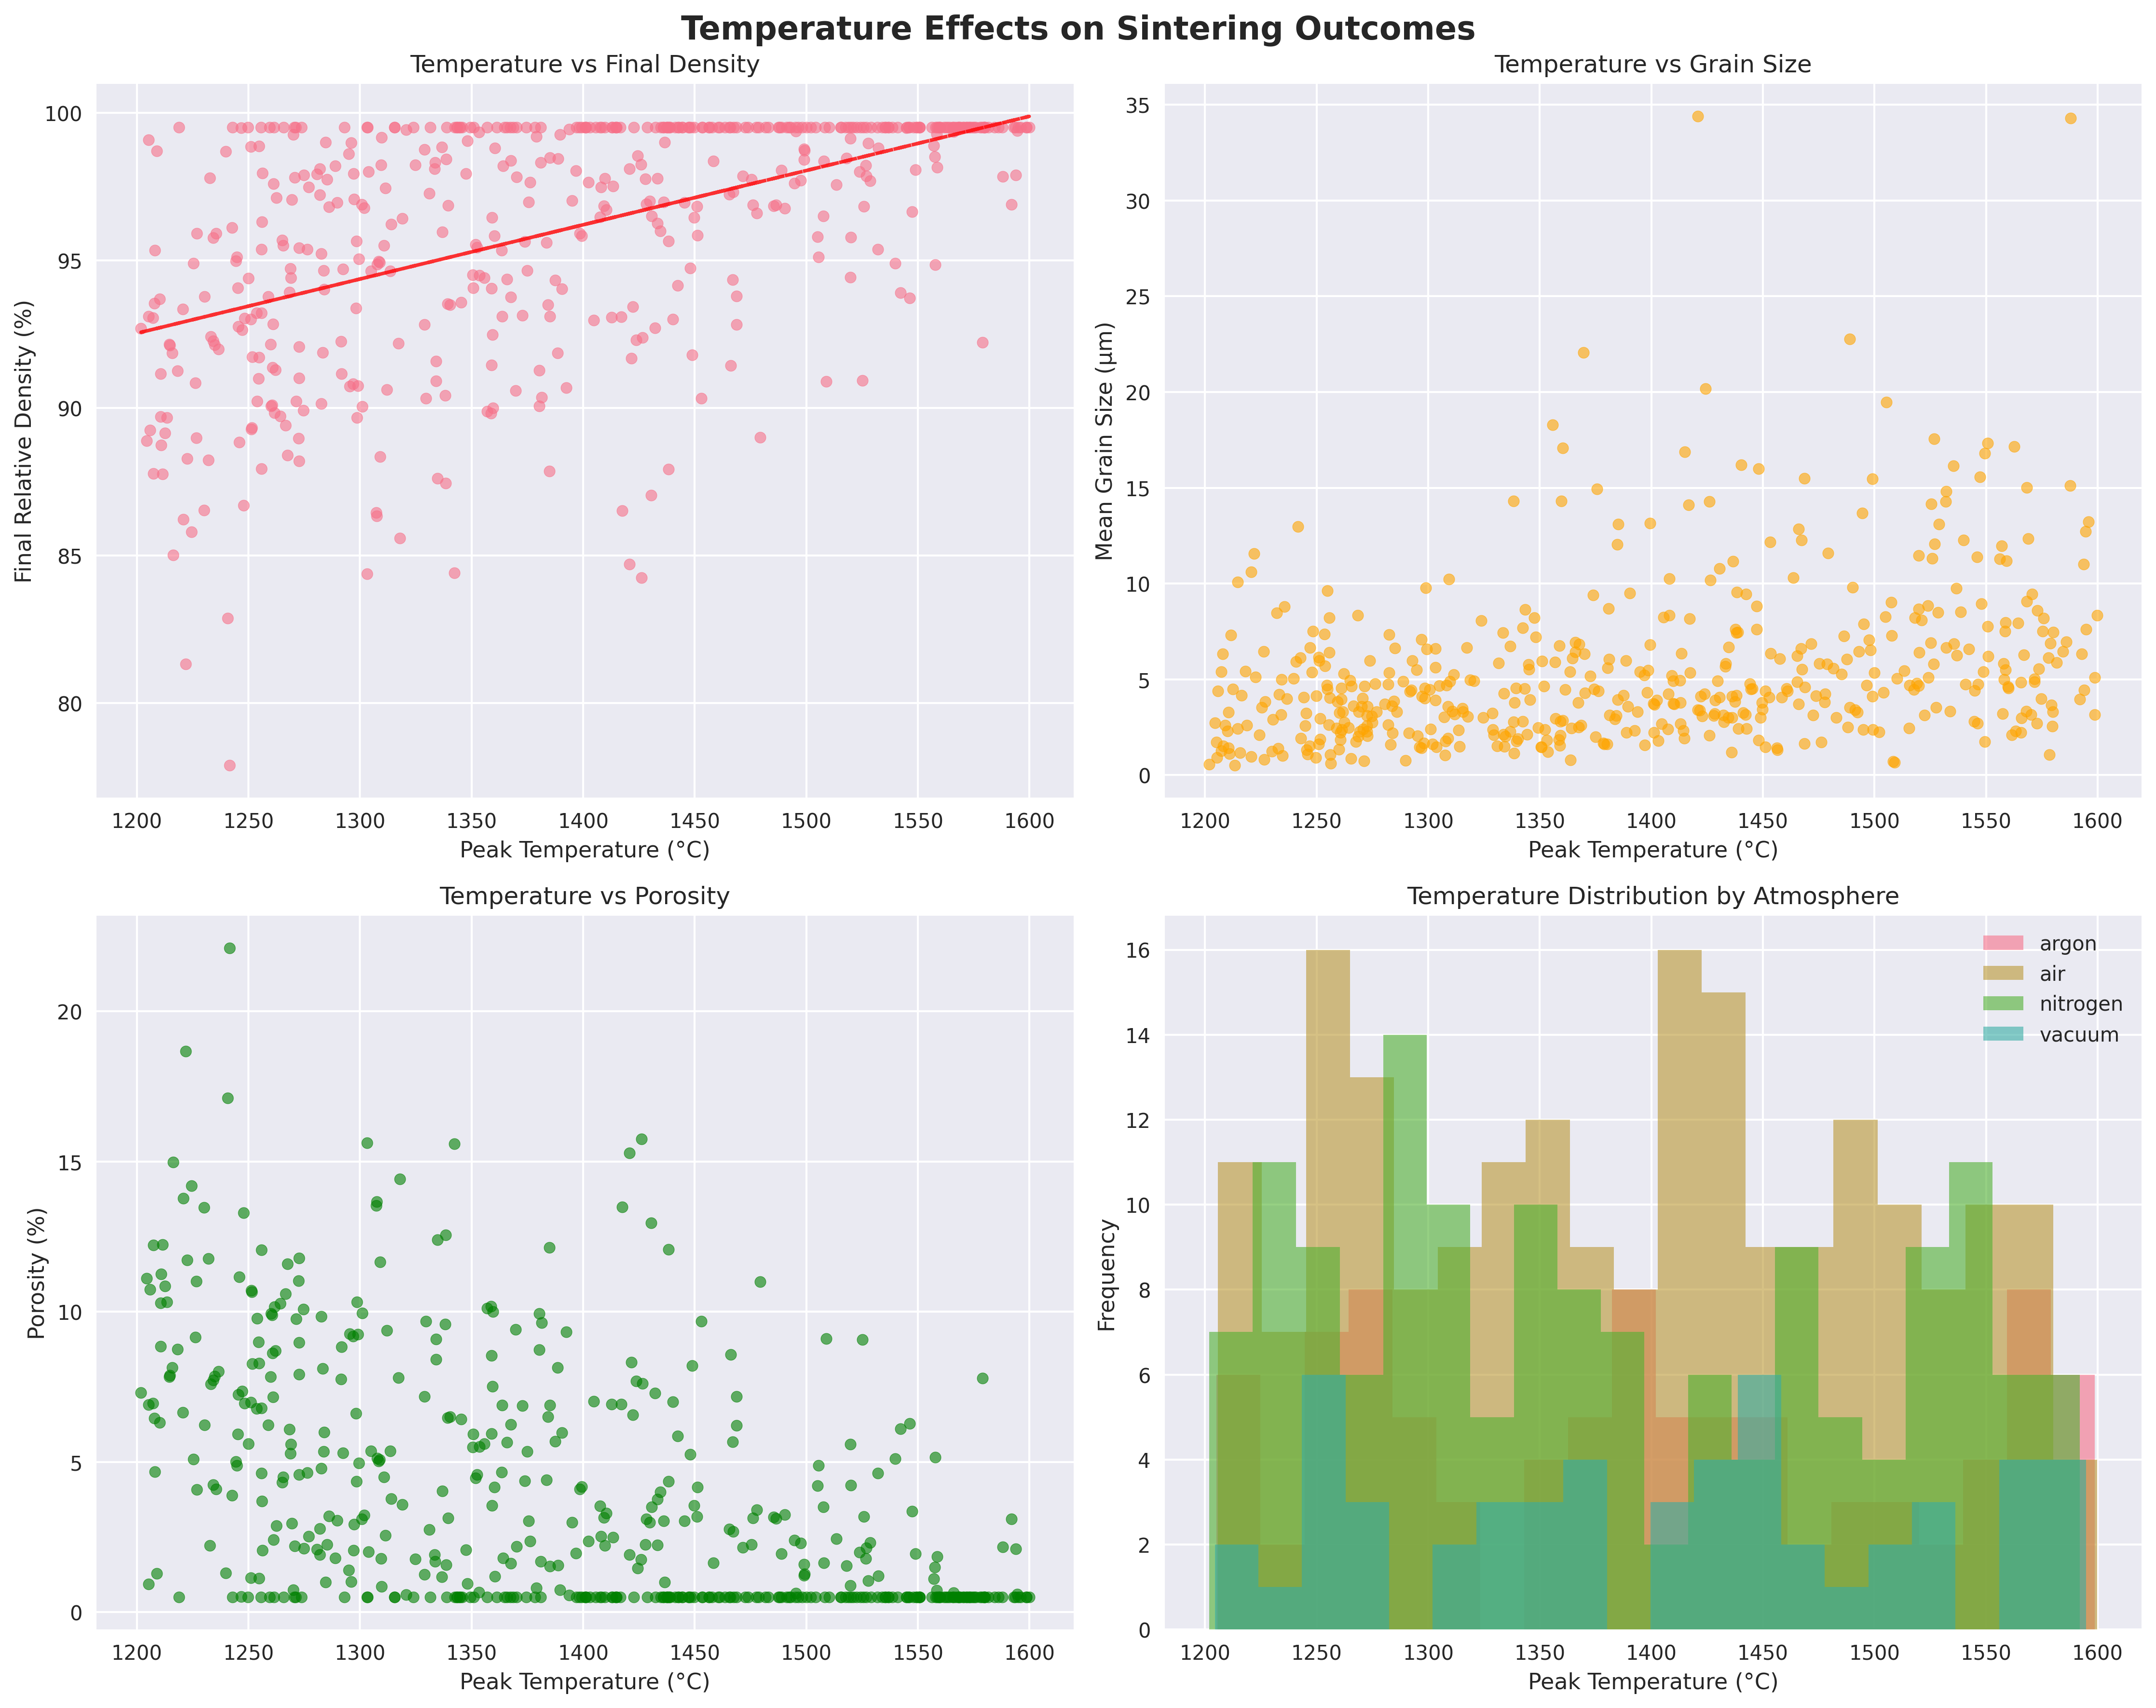 Temperature Effects on Sintering Outcomes
Temperature vs Final Density
100
95
90
85
80
Final Relative Density (%)
1200 1250 1300 1350 1400 1450 1500 1550 1600
Peak Temperature (°C)
Temperature vs Grain Size
35
30
25
20
15
10
5
0
Mean Grain Size (μm)
1200 1250 1300 1350 1400 1450 1500 1550 1600
Peak Temperature (°C)
Temperature vs Porosity
20
15
10
5
0
Porosity (%)
1200 1250 1300 1350 1400 1450 1500 1550 1600
Peak Temperature (°C)
Temperature Distribution by Atmosphere
argon
air
nitrogen
vacuum
16
14
12
10
8
6
4
2
0
Frequency
1200 1250 1300 1350 1400 1450 1500 1550 1600
Peak Temperature (°C)